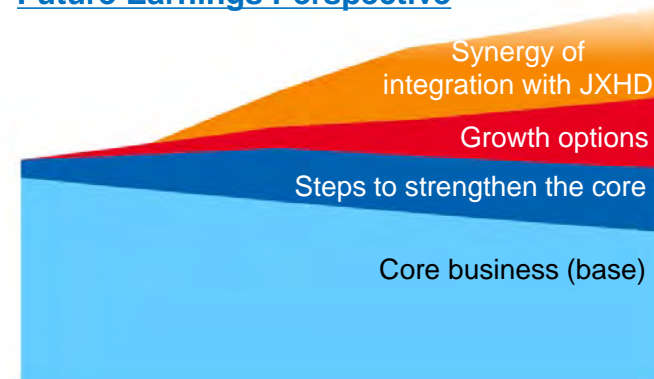 Future Earnings Perspective
Synergy of
integration with JXHD
Growth options
Steps to strengthen the core
Core business (base)